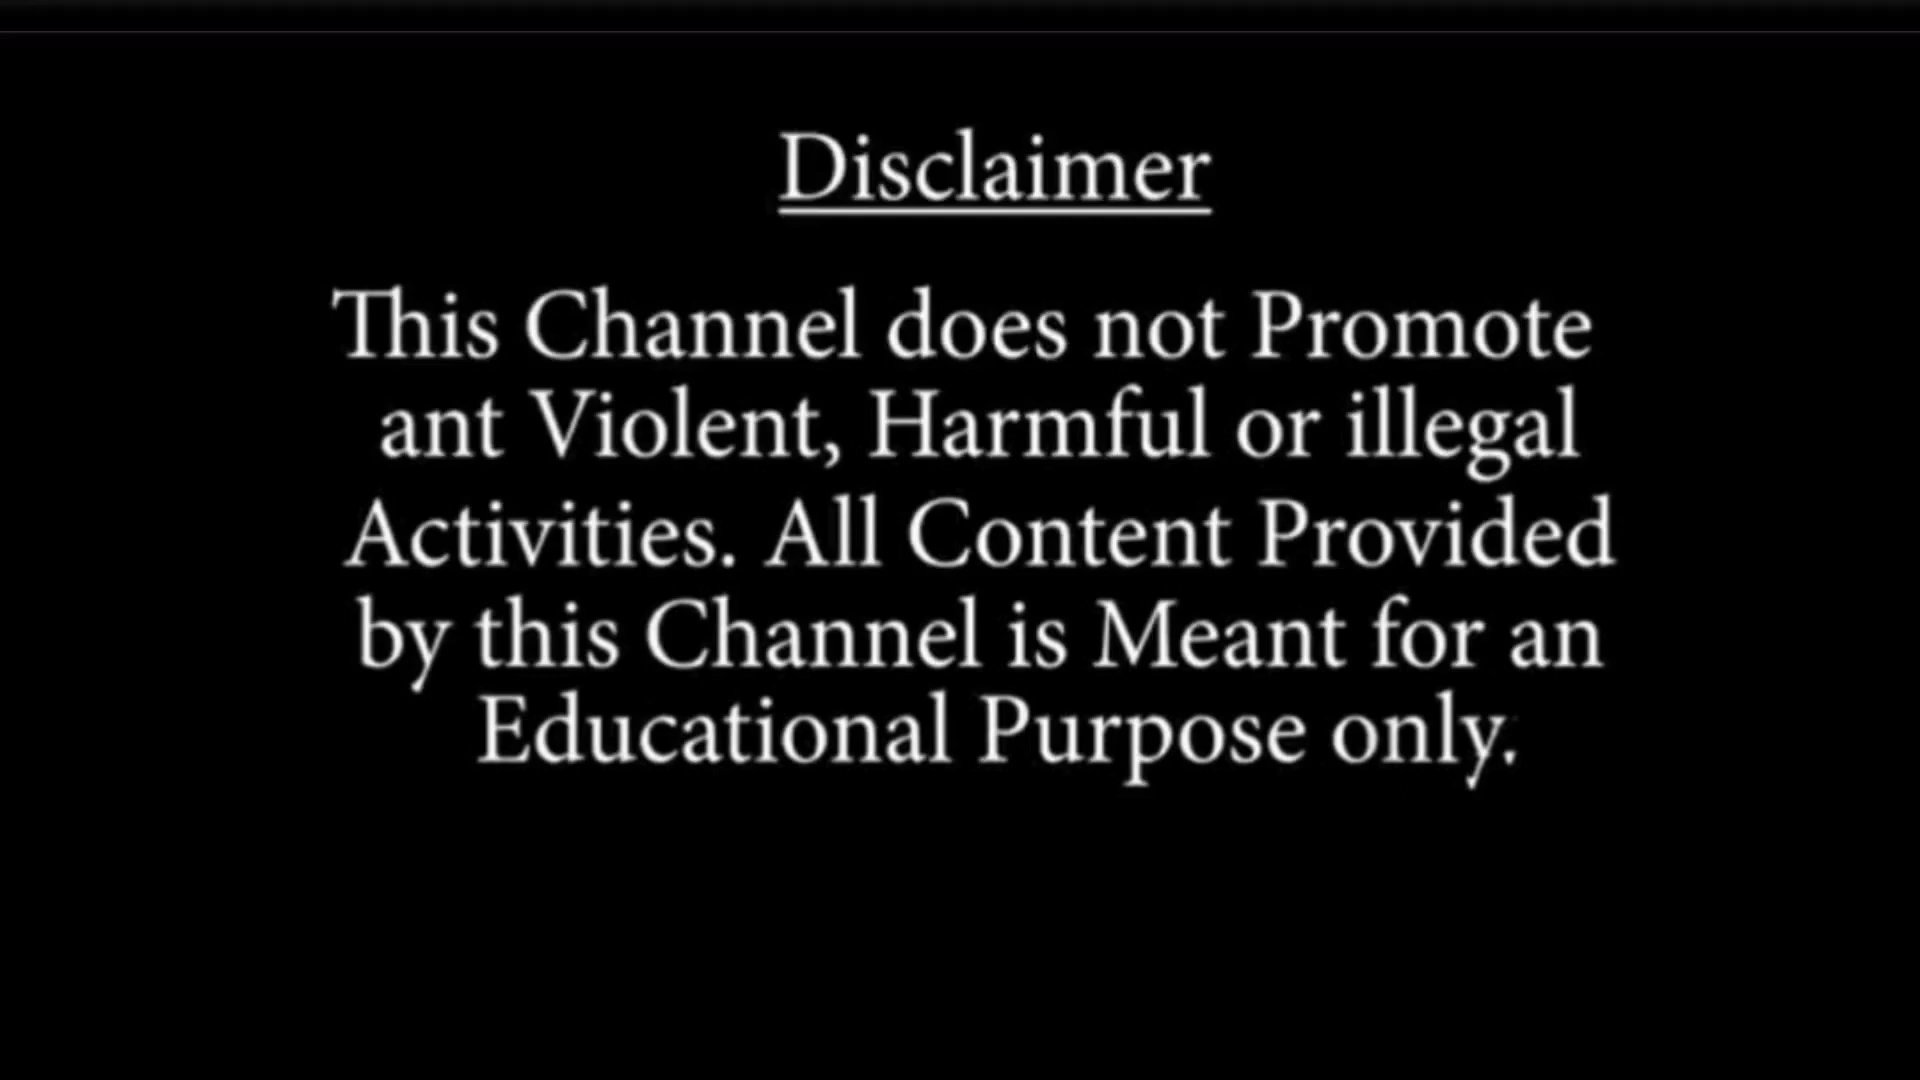 Disclaimer
This Channel does not Promote
ant Violent, Harmful or illegal
Activities. All Content Provided
by this Channel is Meant for an
Educational Purpose only.